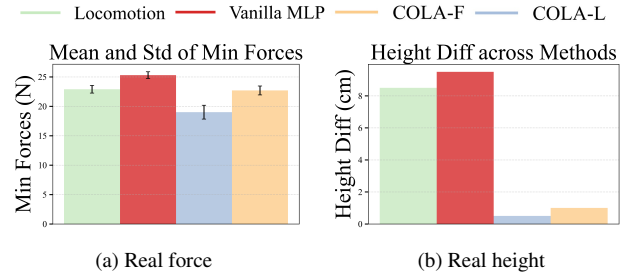 Locomotion Vanilla MLP COLA-F COLA-L
Mean and Std of Min Forces
Min Forces (N)
25
20
15
10
5
0
(a) Real force
Height Diff across Methods
Height Diff (cm)
8
6
4
2
0
(b) Real height